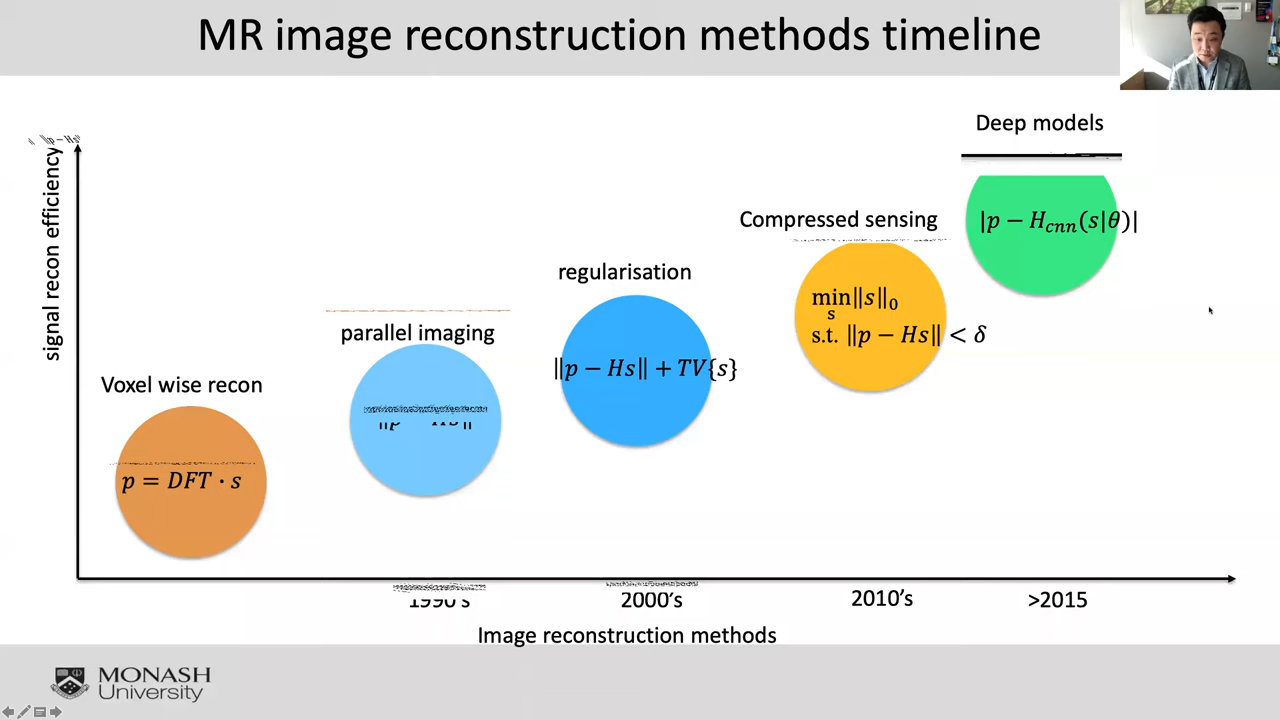 MR image reconstruction methods timeline
Deep models
|p − H_cnn(s|θ)|
Compressed sensing
min‖s‖₀
s
s.t. ‖p − Hs‖ < δ
regularisation
‖p − Hs‖ + TV{s}
parallel imaging
‖p − Hs‖
Voxel wise recon
p = DFT · s
signal recon efficiency
1990's
2000's
2010's
>2015
Image reconstruction methods
MONASH
University